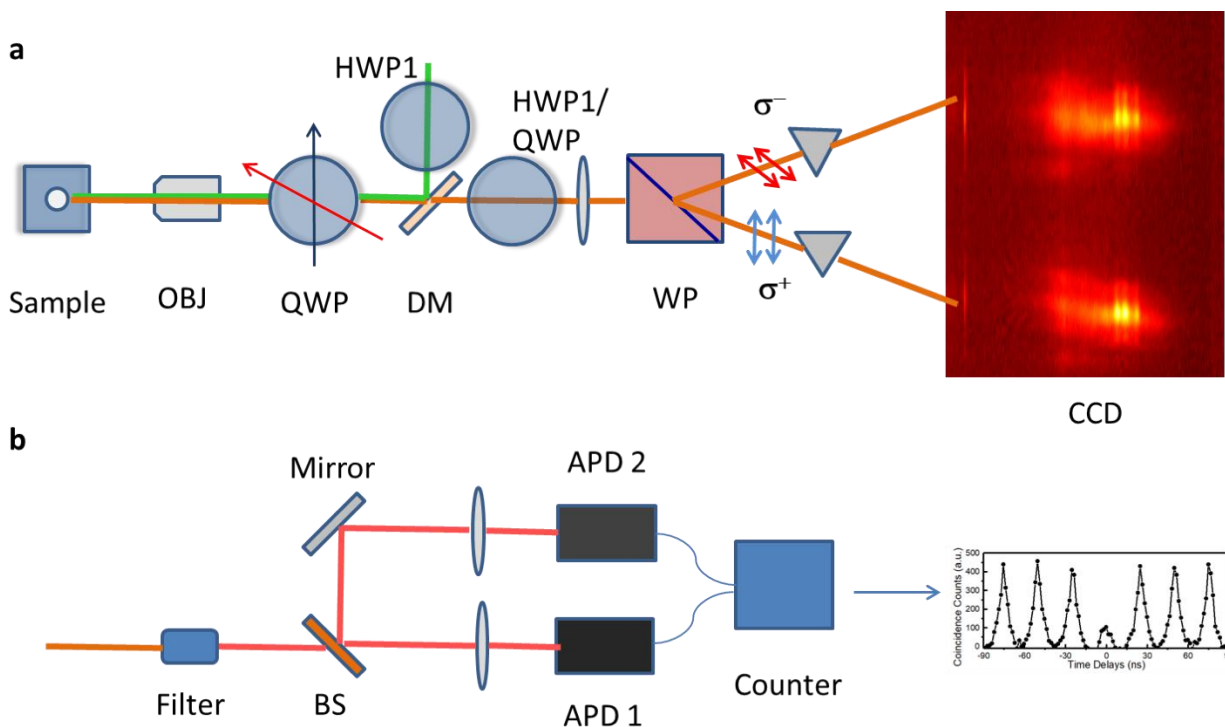 a
HWP1
HWP1/
QWP
σ⁻
σ⁺
Sample
OBJ
QWP
DM
WP
CCD
b
Mirror
APD 2
Filter
BS
APD 1
Counter
Coincidence Counts (a.u.)
500
400
300
200
100
0
-90
-60
-30
0
30
60
90
Time Delays (ns)